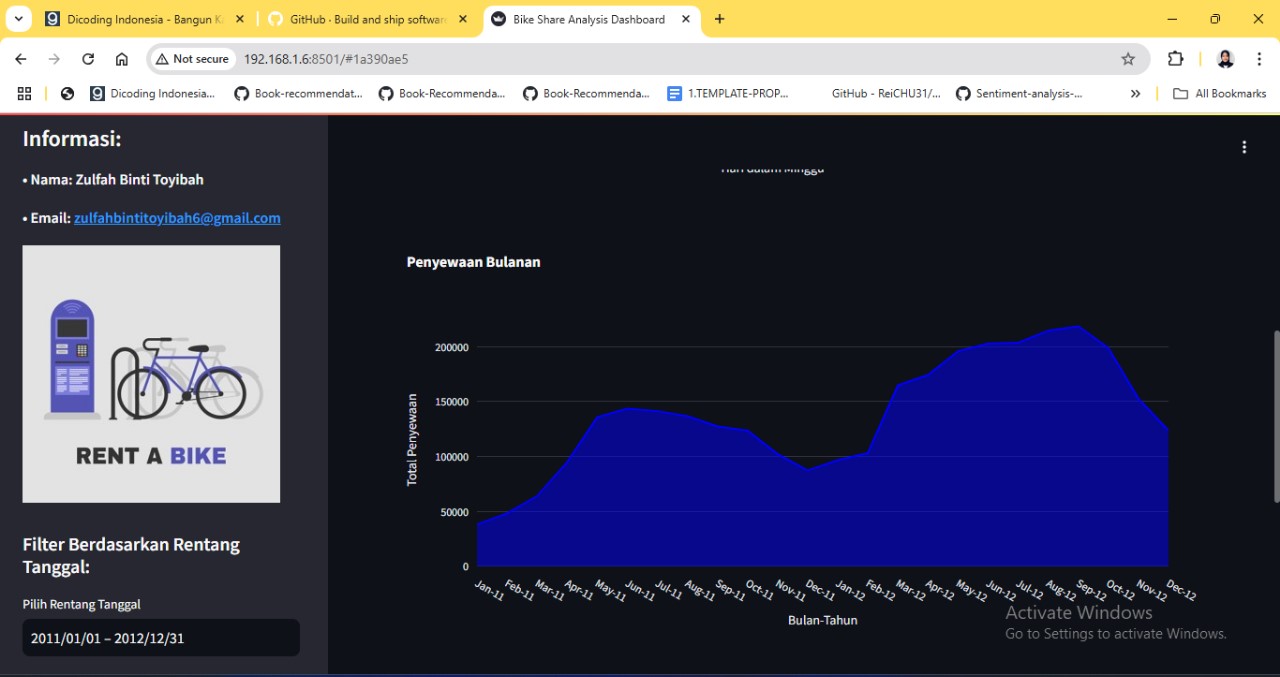 Dicoding Indonesia - Bangun K
GitHub · Build and ship softwar
Bike Share Analysis Dashboard
Not secure
192.168.1.6:8501/#1a390ae5
Dicoding Indonesia...
Book-recommendat...
Book-Recommenda...
Book-Recommenda...
1.TEMPLATE-PROP...
GitHub - ReiCHU31/...
Sentiment-analysis-...
All Bookmarks
Informasi:
• Nama: Zulfah Binti Toyibah
• Email: zulfahbintitoyibah6@gmail.com
RENT A BIKE
Filter Berdasarkan Rentang
Tanggal:
Pilih Rentang Tanggal
2011/01/01 – 2012/12/31
Hari dalam Minggu
Penyewaan Bulanan
Total Penyewaan
200000
150000
100000
50000
0
Jan-11
Feb-11
Mar-11
Apr-11
May-11
Jun-11
Jul-11
Aug-11
Sep-11
Oct-11
Nov-11
Dec-11
Jan-12
Feb-12
Mar-12
Apr-12
May-12
Jun-12
Jul-12
Aug-12
Sep-12
Oct-12
Nov-12
Dec-12
Bulan-Tahun
Activate Windows
Go to Settings to activate Windows.